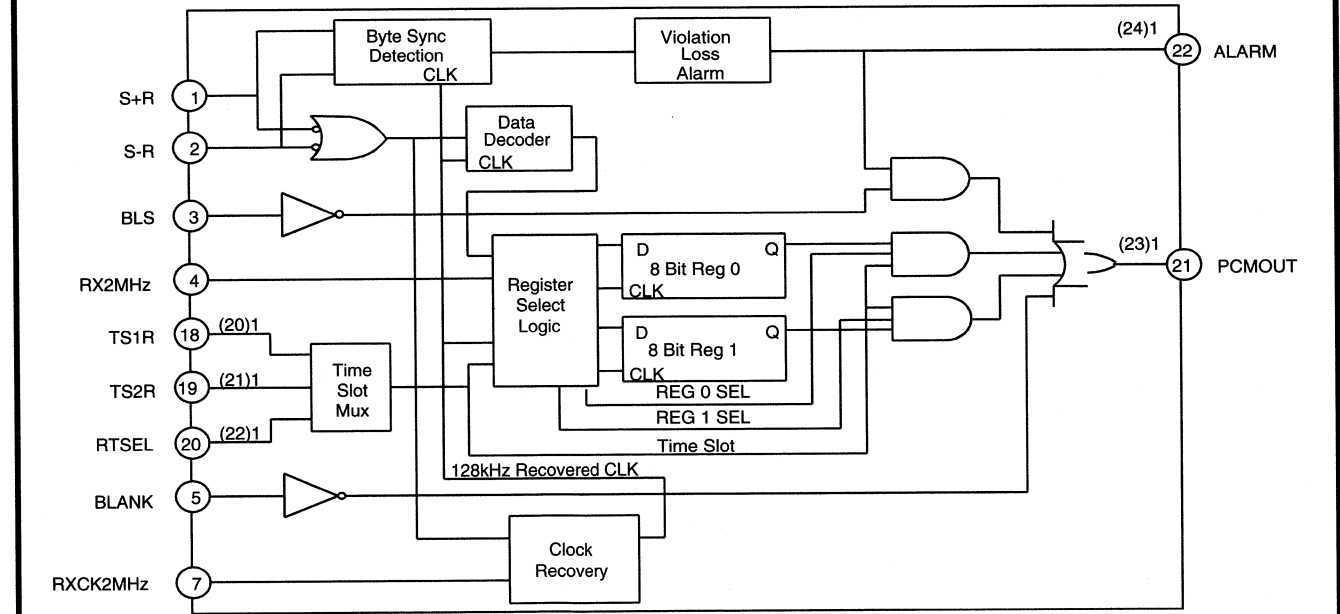 Byte Sync
Detection
CLK
Violation
Loss
Alarm
(24)1
22
ALARM
S+R
1
S-R
2
Data
Decoder
CLK
BLS
3
RX2MHz
4
Register
Select
Logic
D
Q
8 Bit Reg 0
CLK
D
Q
8 Bit Reg 1
CLK
(23)1
21
PCMOUT
TS1R
18
(20)1
TS2R
19
(21)1
RTSEL
20
(22)1
Time
Slot
Mux
REG 0 SEL
REG 1 SEL
Time Slot
128kHz Recovered CLK
BLANK
5
Clock
Recovery
RXCK2MHz
7